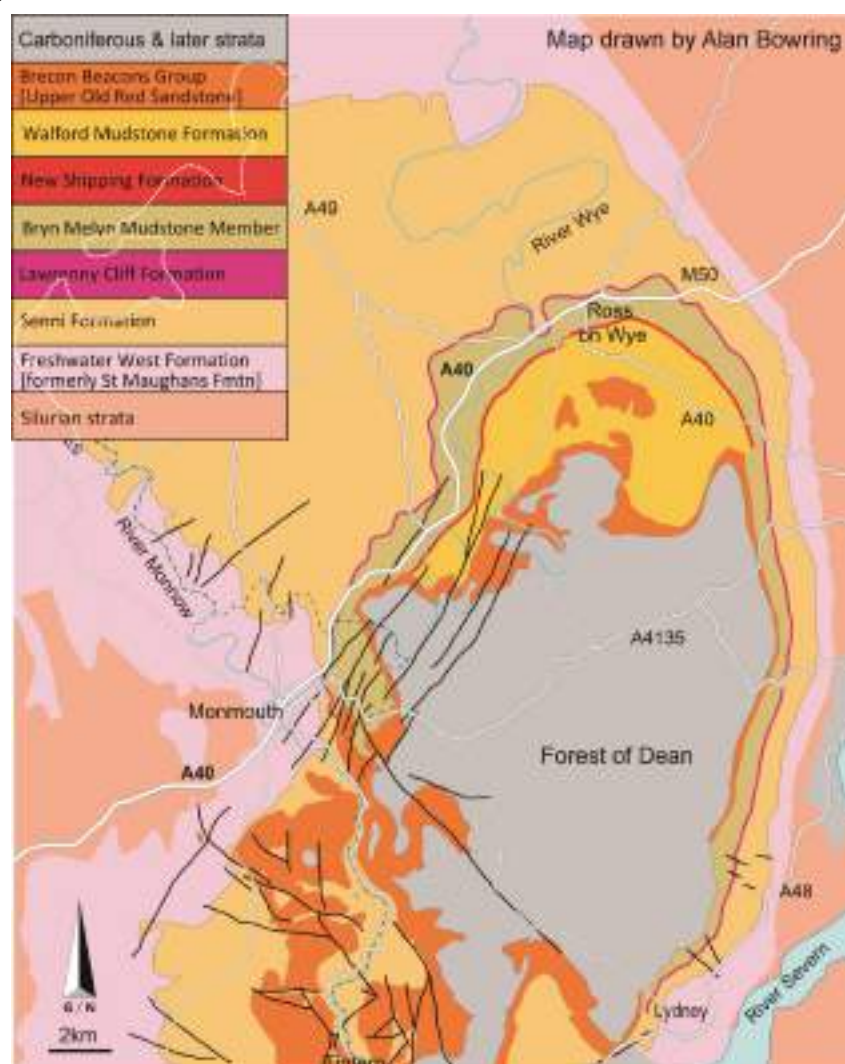 Carboniferous & later strata
Map drawn by Alan Bowring
Brecon Beacons Group
[Upper Old Red Sandstone]
Walford Mudstone Formation
New Shipping Formation
Bryn Melyn Mudstone Member
Lawrenny Cliff Formation
Senni Formation
Freshwater West Formation
[formerly St Maughans Fmtn]
Silurian strata
A49
River Wye
M50
Ross
on Wye
A40
A40
River Monnow
A4135
Monmouth
Forest of Dean
A40
A48
River Severn
Lydney
G / N
2km
Tintern